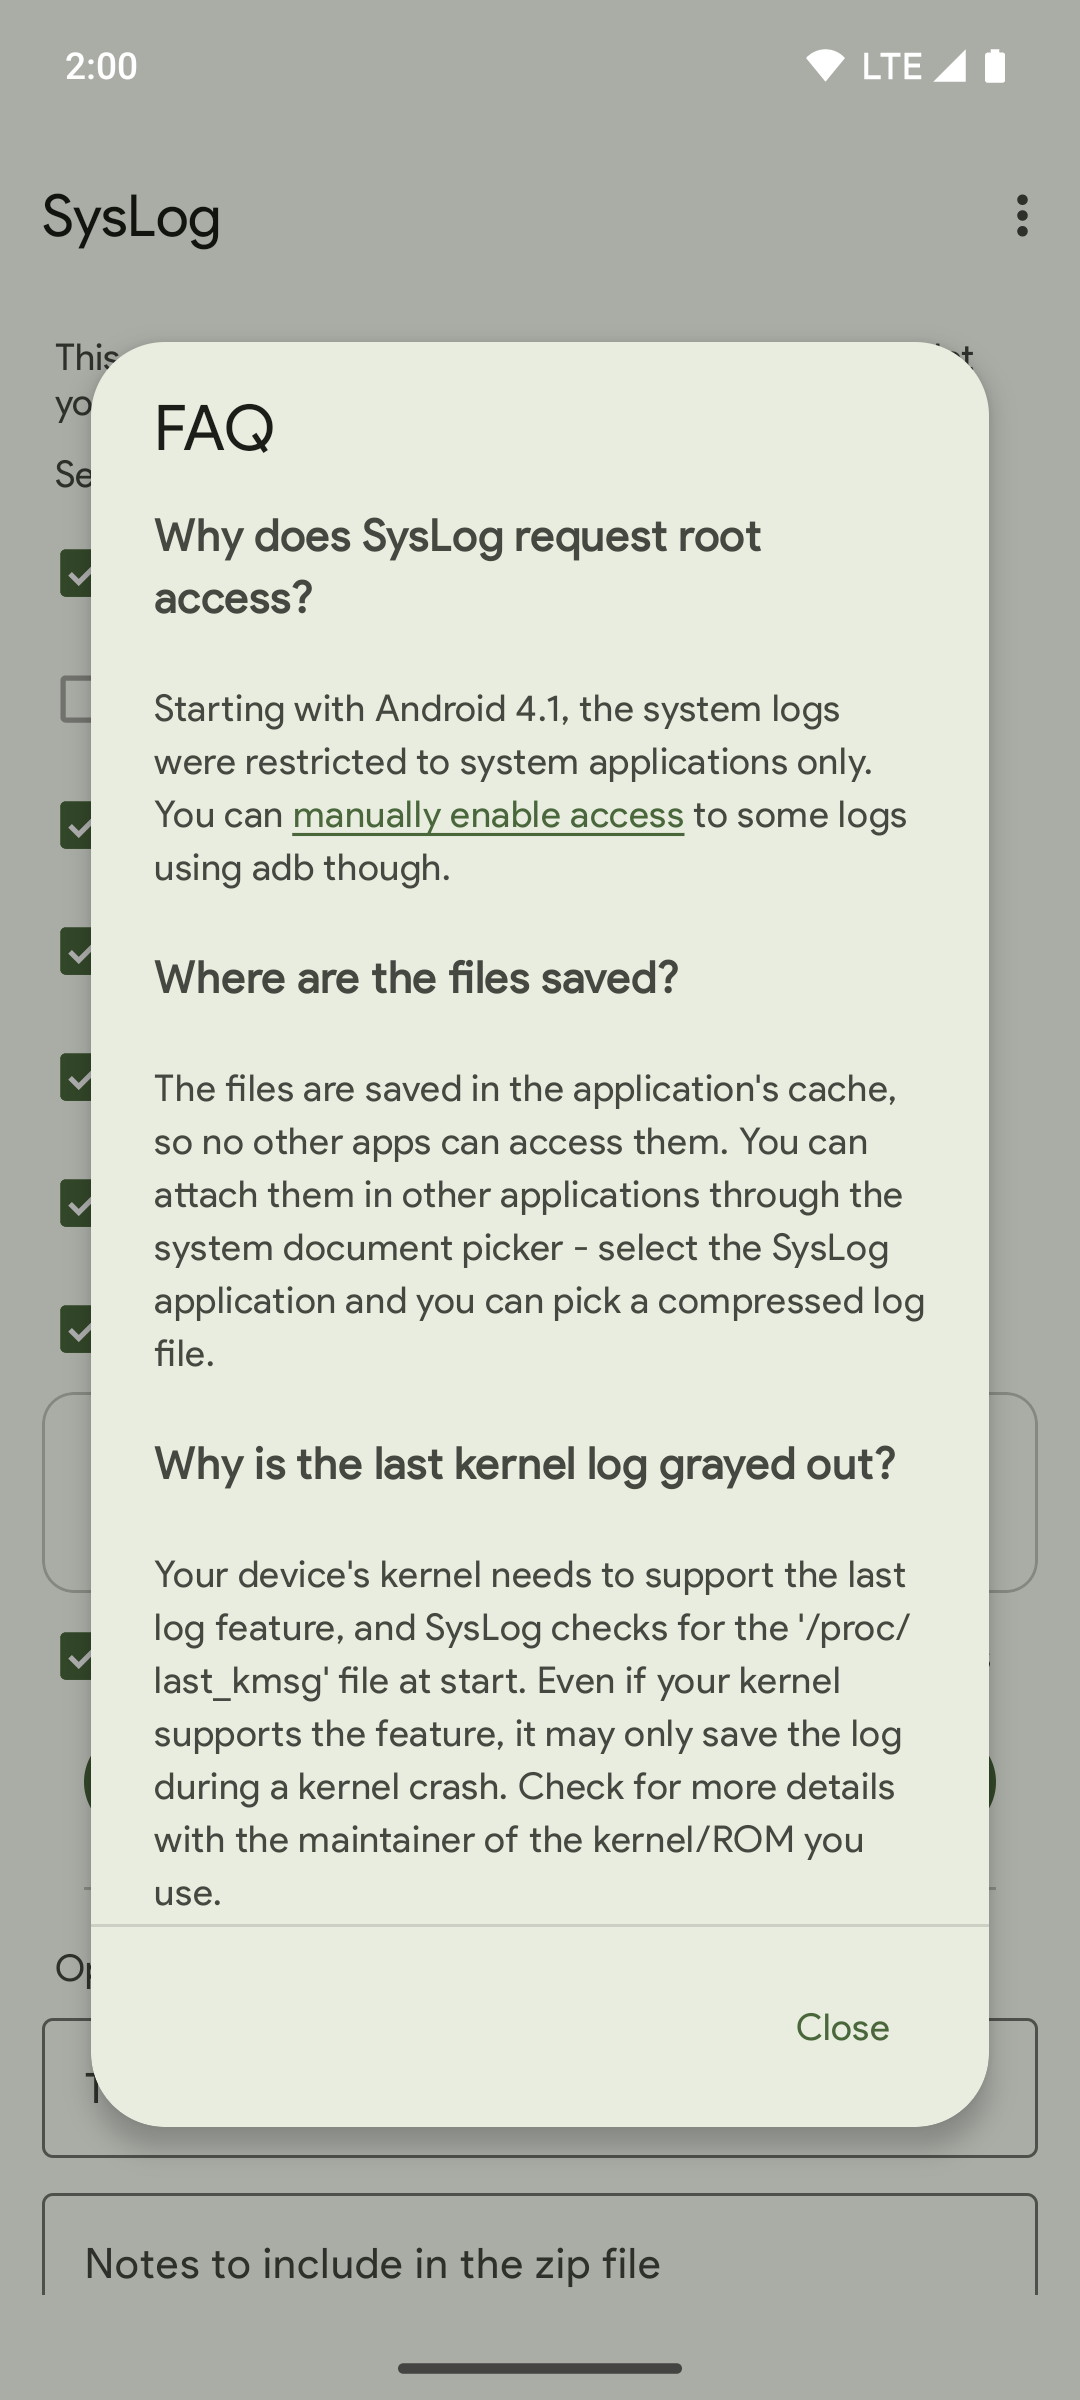 2:00
LTE
SysLog
This
yo
Se
FAQ
Why does SysLog request root
access?
Starting with Android 4.1, the system logs
were restricted to system applications only.
You can manually enable access to some logs
using adb though.
Where are the files saved?
The files are saved in the application's cache,
so no other apps can access them. You can
attach them in other applications through the
system document picker - select the SysLog
application and you can pick a compressed log
file.
Why is the last kernel log grayed out?
Your device's kernel needs to support the last
log feature, and SysLog checks for the '/proc/
last_kmsg' file at start. Even if your kernel
supports the feature, it may only save the log
during a kernel crash. Check for more details
with the maintainer of the kernel/ROM you
use.
Close
Notes to include in the zip file